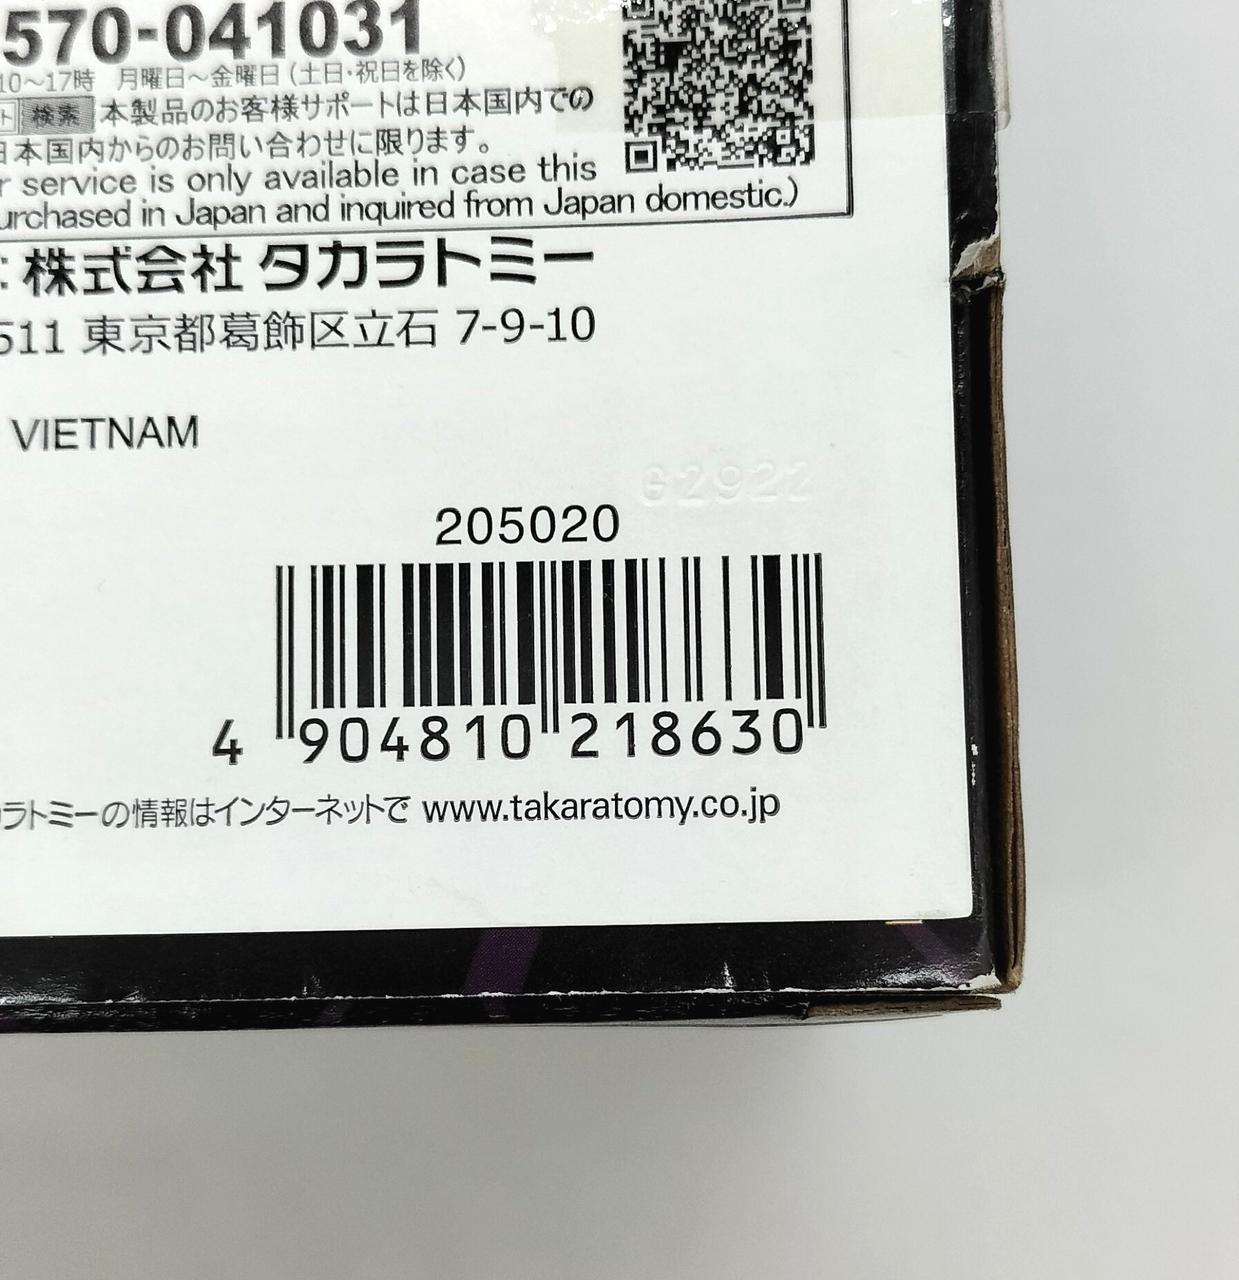 570-041031
10～17時 月曜日～金曜日(土日・祝日を除く)
ト 検索 本製品のお客様サポートは日本国内での
日本国内からのお問い合わせに限ります。
r service is only available in case this
urchased in Japan and inquired from Japan domestic.)
: 株式会社 タカラトミー
511 東京都葛飾区立石 7-9-10
VIETNAM
G2922
205020
4 904810 218630
ラトミーの情報はインターネットで www.takaratomy.co.jp